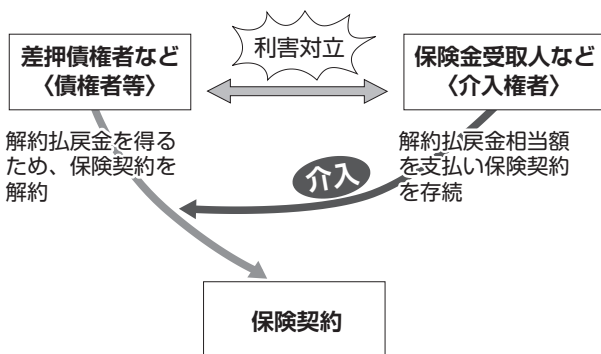 差押債権者など
〈債権者等〉
利害対立
保険金受取人など
〈介入権者〉
解約払戻金を得る
ため、保険契約を
解約
解約払戻金相当額
を支払い保険契約
を存続
介入
保険契約